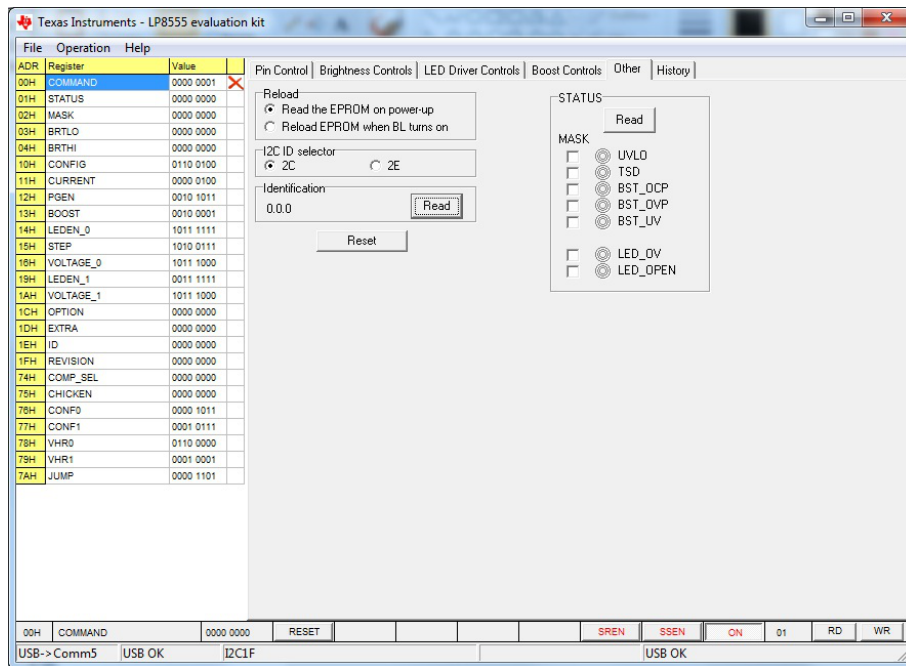 Texas Instruments - LP8555 evaluation kit
File Operation Help
ADR Register Value
00H COMMAND 0000 0001
01H STATUS 0000 0000
02H MASK 0000 0000
03H BRTLO 0000 0000
04H BRTHI 0000 0000
10H CONFIG 0110 0100
11H CURRENT 0000 0100
12H PGEN 0010 1011
13H BOOST 0010 0001
14H LEDEN_0 1011 1111
15H STEP 1010 0111
16H VOLTAGE_0 1011 1000
19H LEDEN_1 0011 1111
1AH VOLTAGE_1 1011 1000
1CH OPTION 0000 0000
1DH EXTRA 0000 0000
1EH ID 0000 0000
1FH REVISION 0000 0000
74H COMP_SEL 0000 0000
75H CHICKEN 0000 0000
76H CONF0 0000 1011
77H CONF1 0001 0111
78H VHR0 0110 0000
79H VHR1 0001 0001
7AH JUMP 0000 1101
Pin Control Brightness Controls LED Driver Controls Boost Controls Other History
Reload
Read the EPROM on power-up
Reload EPROM when BL turns on
I2C ID selector
2C 2E
Identification
0.0.0 Read
Reset
STATUS
Read
MASK
UVLO
TSD
BST_OCP
BST_OVP
BST_UV
LED_OV
LED_OPEN
00H COMMAND 0000 0000 RESET SREN SSEN ON 01 RD WR
USB->Comm5 USB OK I2C1F USB OK